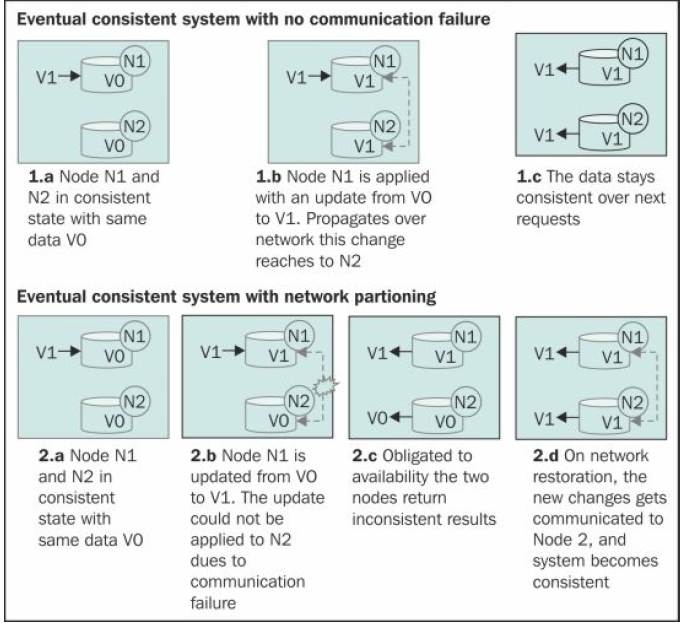 Eventual consistent system with no communication failure
V1
N1
V0
N2
V0
V1
N1
V1
N2
V1
V1
N1
V1
V1
N2
V1
1.a Node N1 and
N2 in consistent
state with same
data V0
1.b Node N1 is applied
with an update from V0
to V1. Propagates over
network this change
reaches to N2
1.c The data stays
consistent over next
requests
Eventual consistent system with network partioning
V1
N1
V0
N2
V0
V1
N1
V1
N2
V0
V1
N1
V1
V0
N2
V0
V1
N1
V1
V1
N2
V1
2.a Node N1
and N2 in
consistent
state with
same data V0
2.b Node N1 is
updated from V0
to V1. The update
could not be
applied to N2
dues to
communication
failure
2.c Obligated to
availability the two
nodes return
inconsistent results
2.d On network
restoration, the
new changes gets
communicated to
Node 2, and
system becomes
consistent